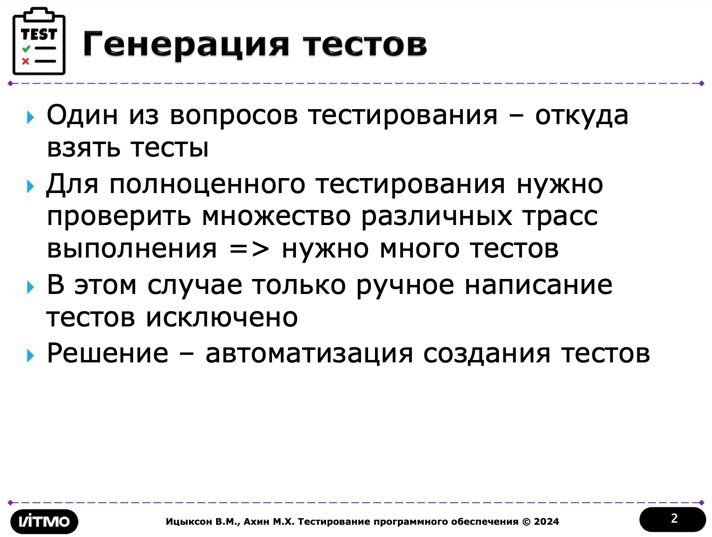 TEST
Генерация тестов
Один из вопросов тестирования – откуда
взять тесты
Для полноценного тестирования нужно
проверить множество различных трасс
выполнения => нужно много тестов
В этом случае только ручное написание
тестов исключено
Решение – автоматизация создания тестов
ИТМО
Ицыксон В.М., Ахин М.Х. Тестирование программного обеспечения © 2024
2